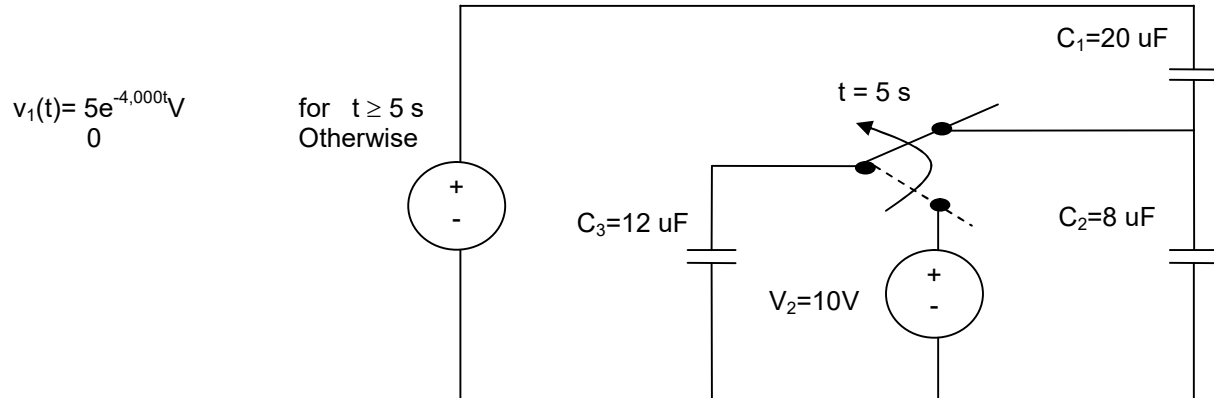 C₁=20 uF
v₁(t)= 5e⁻⁴,⁰⁰⁰ᵗV for t ≥ 5 s
0 Otherwise
t = 5 s
+
-
C₃=12 uF
C₂=8 uF
V₂=10V
+
-